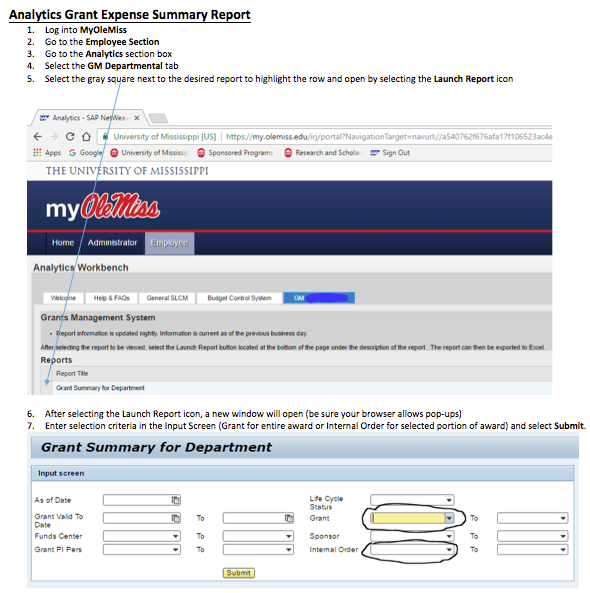 Analytics Grant Expense Summary Report
1. Log into MyOleMiss
2. Go to the Employee Section
3. Go to the Analytics section box
4. Select the GM Departmental tab
5. Select the gray square next to the desired report to highlight the row and open by selecting the Launch Report icon
Analytics - SAP NetWeav
University of Mississippi [US] | https://my.olemiss.edu/irj/portal?NavigationTarget=navurl://a540762f676afa17f106523ac4e
Apps Google University of Mississi Sponsored Programs Research and Schola Sign Out
THE UNIVERSITY OF MISSISSIPPI
my Ole Miss
Home Administrator Employee
Analytics Workbench
Welcome Help & FAQs General SLCM Budget Control System GM
Grants Management System
• Report information is updated nightly. Information is current as of the previous business day.
After selecting the report to be viewed, select the Launch Report button located at the bottom of the page under the description of the report. The report can then be exported to Excel.
Reports
Report Title
Grant Summary for Department
6. After selecting the Launch Report icon, a new window will open (be sure your browser allows pop-ups)
7. Enter selection criteria in the Input Screen (Grant for entire award or Internal Order for selected portion of award) and select Submit.
Grant Summary for Department
Input screen
As of Date Life Cycle
Status
Grant Valid To To Grant To
Date
Funds Center To Sponsor To
Grant PI Pers To Internal Order To
Submit